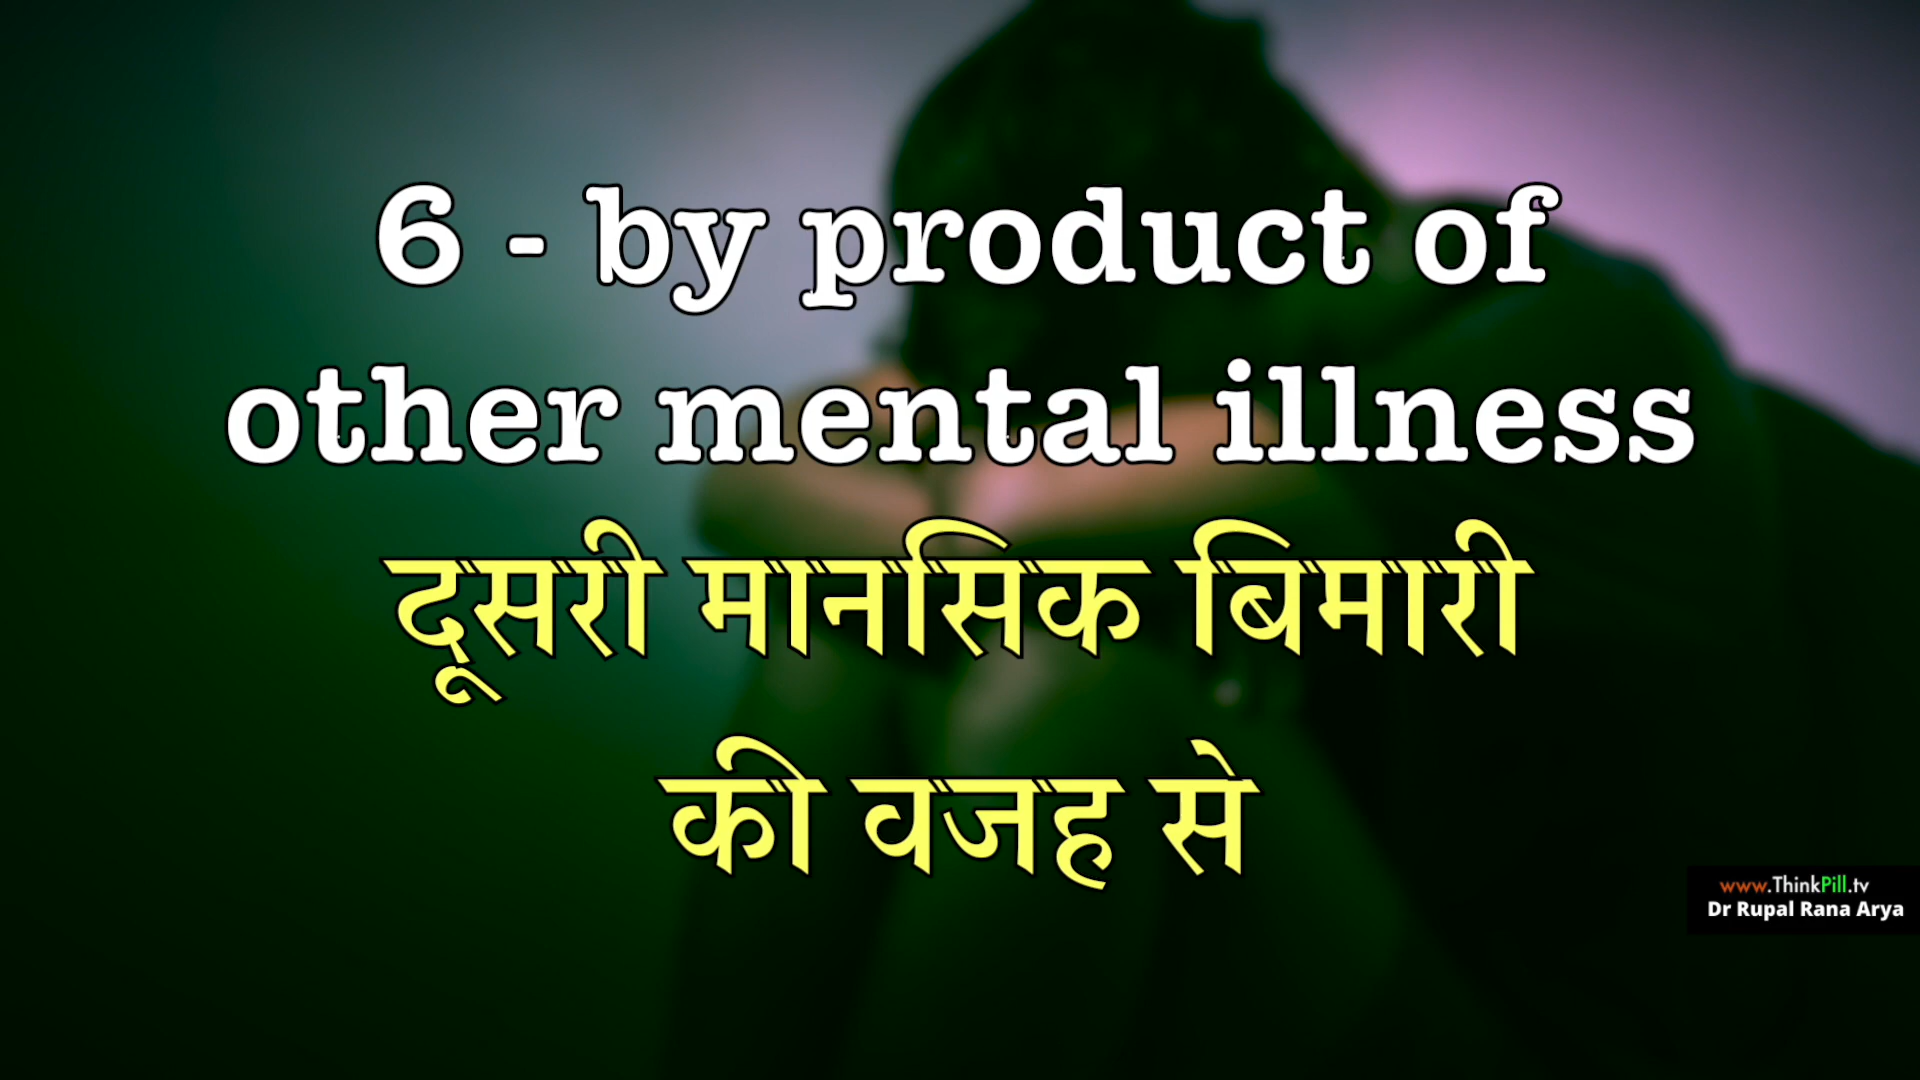 6 - by product of
other mental illness
दूसरी मानसिक बिमारी
की वजह से
www.ThinkPill.tv
Dr Rupal Rana Arya